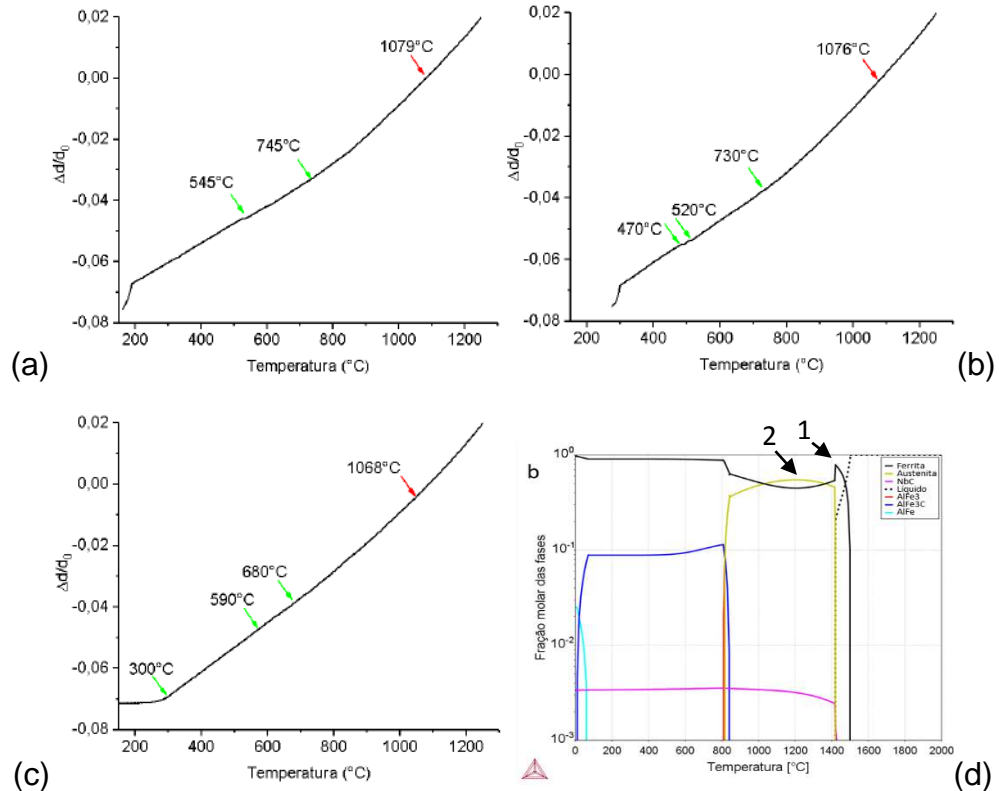 0,02
0,00
-0,02
-0,04
-0,06
-0,08
Δd/d0
1079°C
745°C
545°C
200 400 600 800 1000 1200
Temperatura (°C)
(a)
0,02
0,00
-0,02
-0,04
-0,06
-0,08
Δd/d0
1076°C
730°C
520°C
470°C
200 400 600 800 1000 1200
Temperatura (°C)
(b)
0,02
0,00
-0,02
-0,04
-0,06
-0,08
Δd/d0
1068°C
680°C
590°C
300°C
200 400 600 800 1000 1200
Temperatura (°C)
(c)
b
2
1
Ferrita
Austenita
NbC
Líquido
AlFe3
AlFe3C
AlFe
10^0
10^-1
10^-2
10^-3
Fração molar das fases
0 200 400 600 800 1000 1200 1400 1600 1800 2000
Temperatura [°C]
(d)